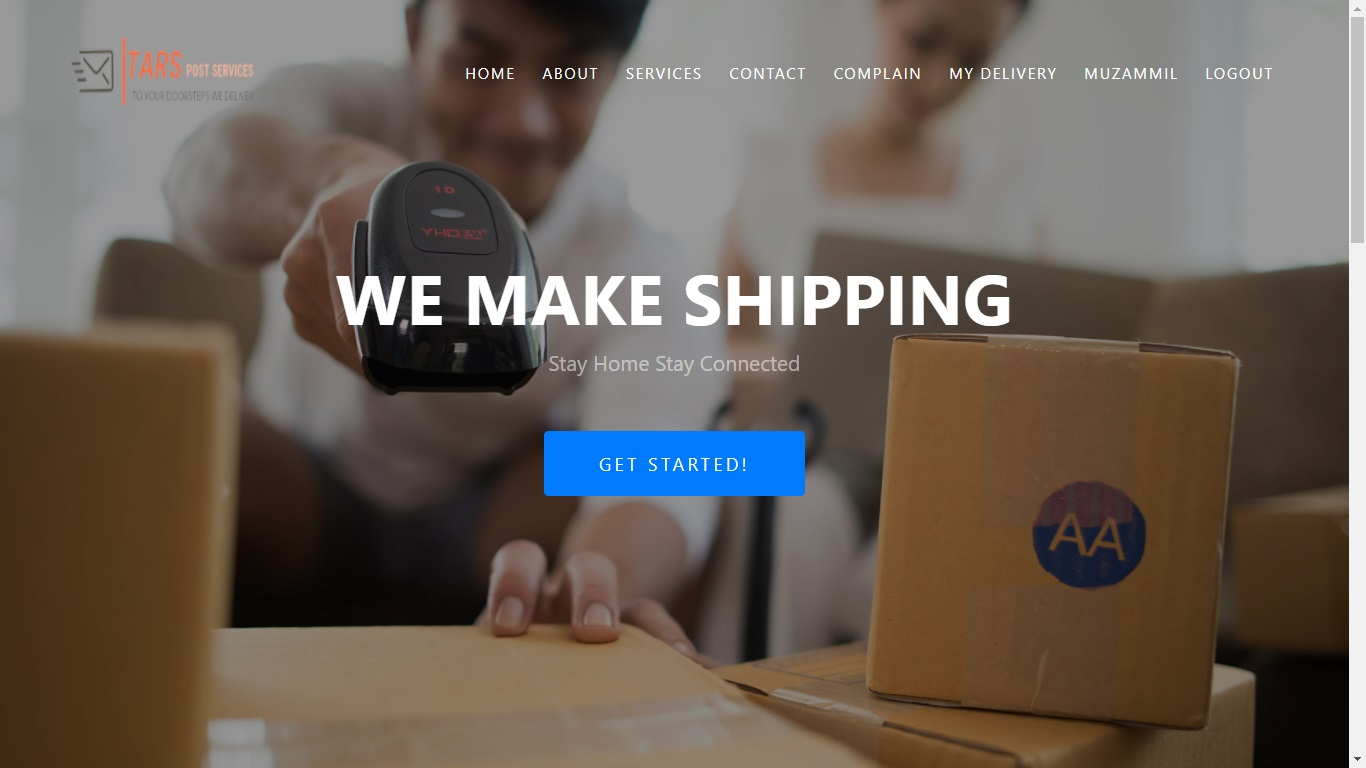 TARS POST SERVICES
TO YOUR DOORSTEPS WE DELIVER
HOME ABOUT SERVICES CONTACT COMPLAIN MY DELIVERY MUZAMMIL LOGOUT
1D
WE MAKE SHIPPING
Stay Home Stay Connected
GET STARTED!
AA